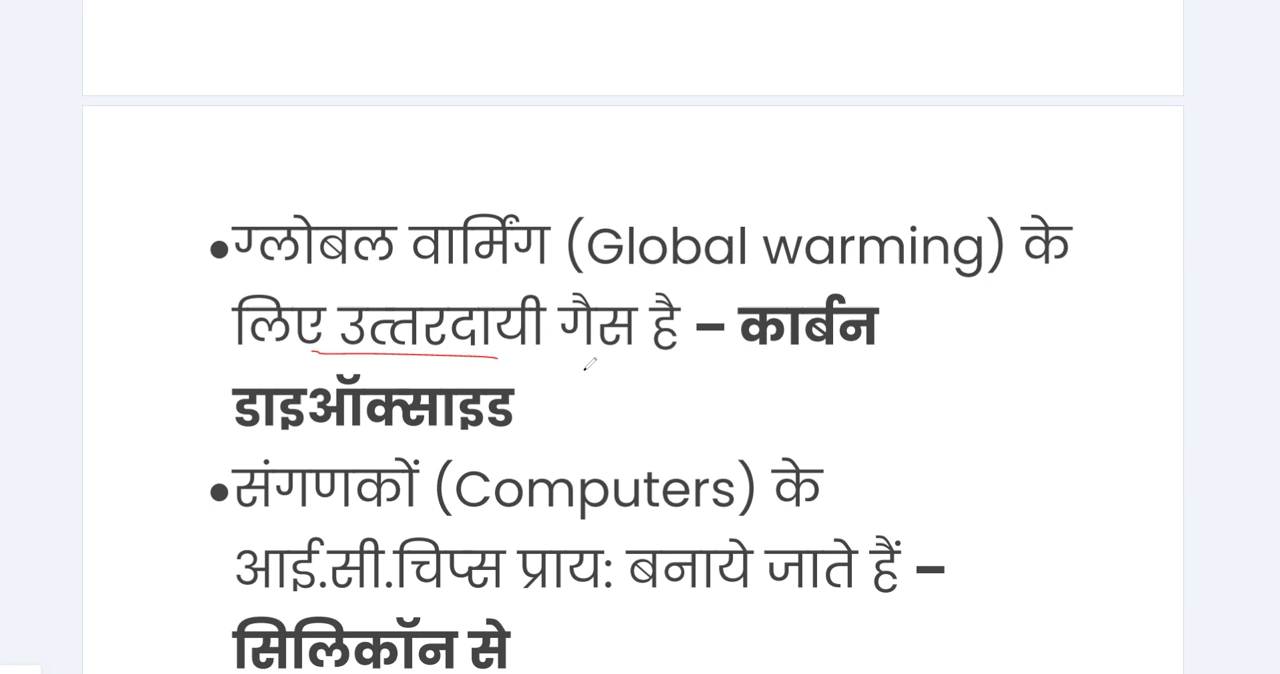 •ग्लोबल वार्मिंग (Global warming) के
लिए उत्तरदायी गैस है – कार्बन
डाइऑक्साइड
•संगणकों (Computers) के
आई.सी.चिप्स प्राय: बनाये जाते हैं –
सिलिकॉन से